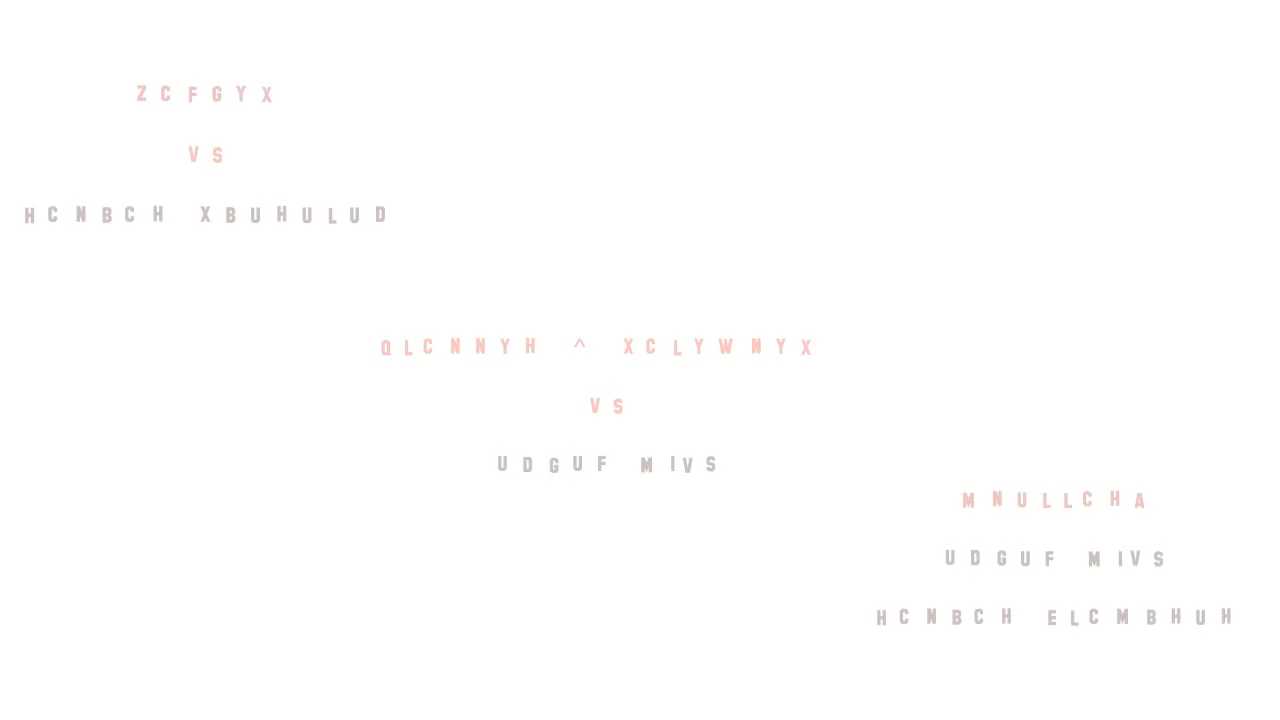 ZCFGYX
VS
HCNBCH XBUHULUD
QLCNNYH ^ XCLYWNYX
VS
UDGUF MIVS
MNULLCHA
UDGUF MIVS
HCNBCH ELCMBHUH